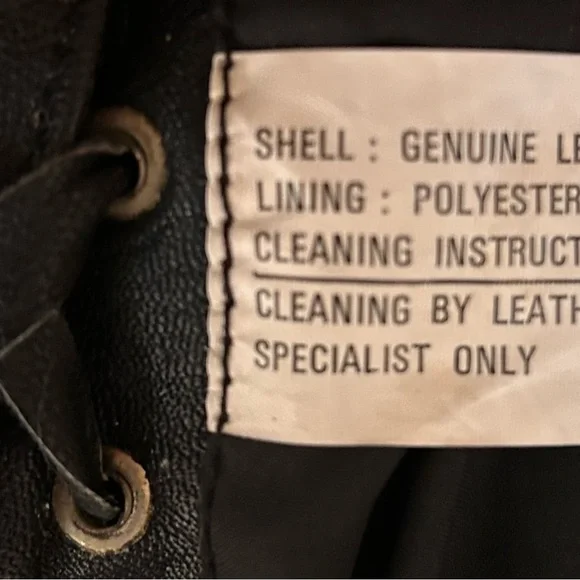 SHELL : GENUINE LE
LINING : POLYESTER
CLEANING INSTRUCT
CLEANING BY LEATH
SPECIALIST ONLY